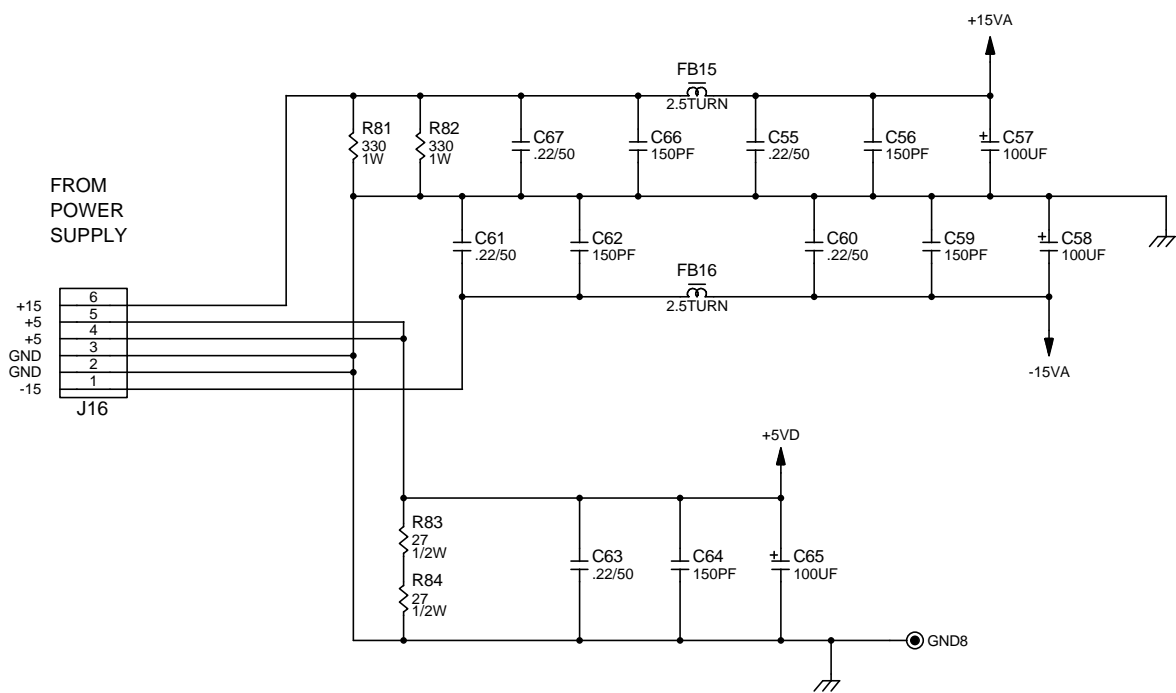 +15VA
FB15
2.5TURN
R81
330
1W
R82
330
1W
C67
.22/50
C66
150PF
C55
.22/50
C56
150PF
+
C57
100UF
FROM
POWER
SUPPLY
C61
.22/50
C62
150PF
C60
.22/50
C59
150PF
+
C58
100UF
FB16
2.5TURN
+15
6
+5
5
+5
4
GND
3
GND
2
-15
1
J16
-15VA
+5VD
R83
27
1/2W
R84
27
1/2W
C63
.22/50
C64
150PF
+
C65
100UF
GND8